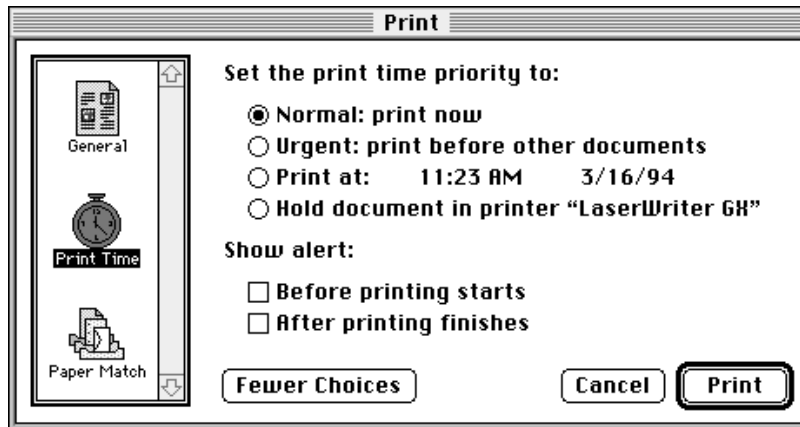 Print
General
Print Time
Paper Match
Set the print time priority to:
Normal: print now
Urgent: print before other documents
Print at: 11:23 AM 3/16/94
Hold document in printer “LaserWriter GX”
Show alert:
Before printing starts
After printing finishes
Fewer Choices Cancel Print